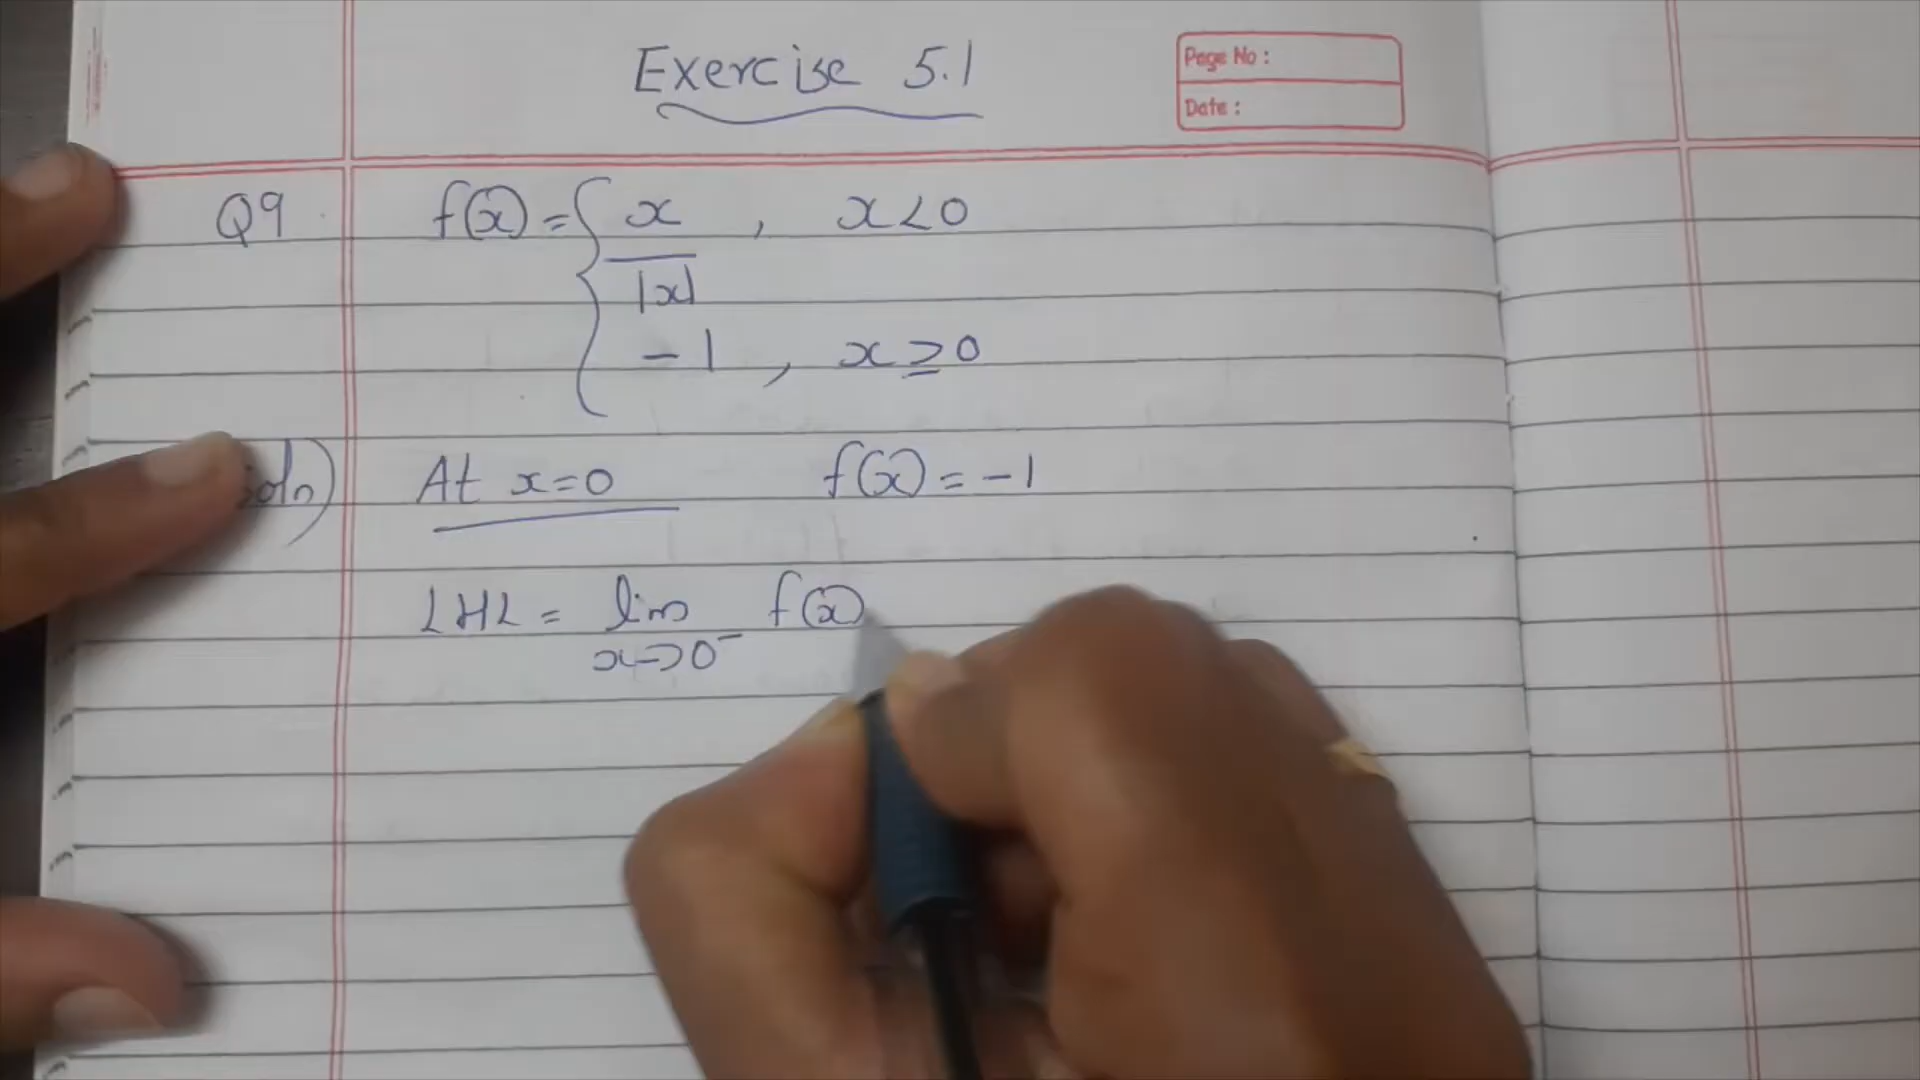 Exercise 5.1
Page No :
Date :
Q9 f(x) = { x , x < 0
|x|
-1 , x ≥ 0
Soln) At x=0 f(x) = -1
LHL = lim f(x)
x→0⁻